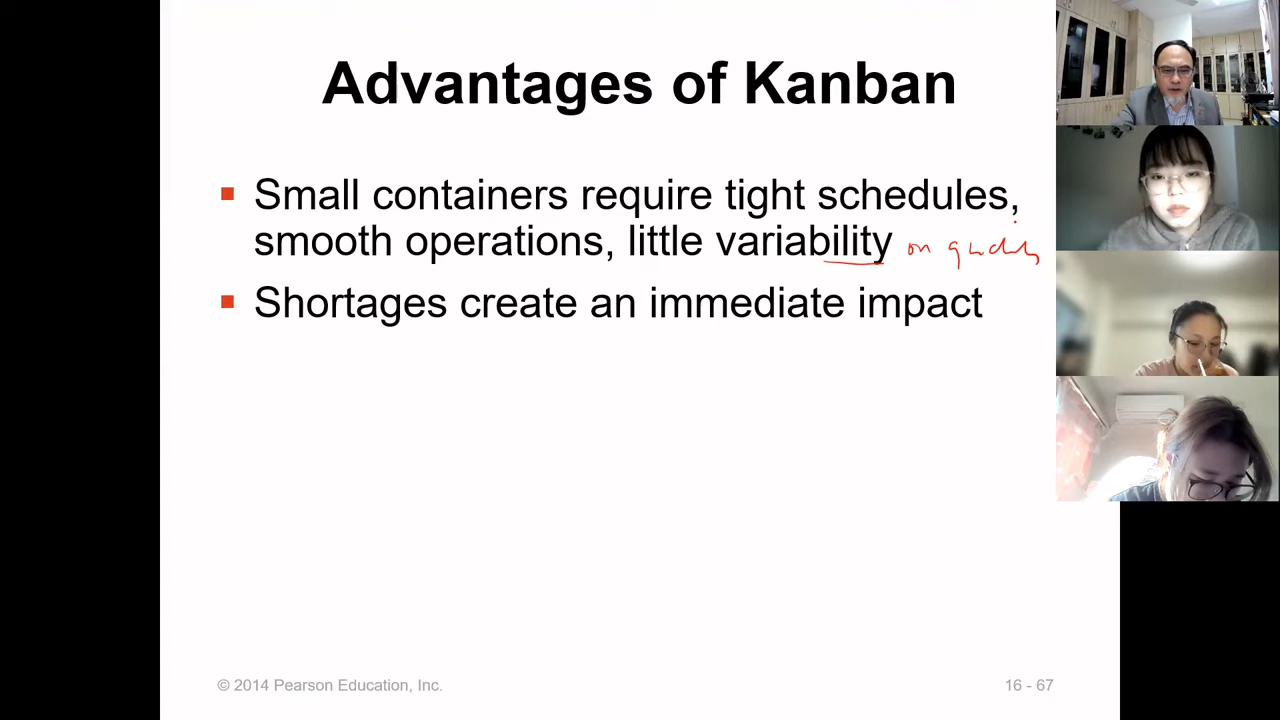 Advantages of Kanban
Small containers require tight schedules,
smooth operations, little variability on quality
Shortages create an immediate impact
© 2014 Pearson Education, Inc.
16 - 67